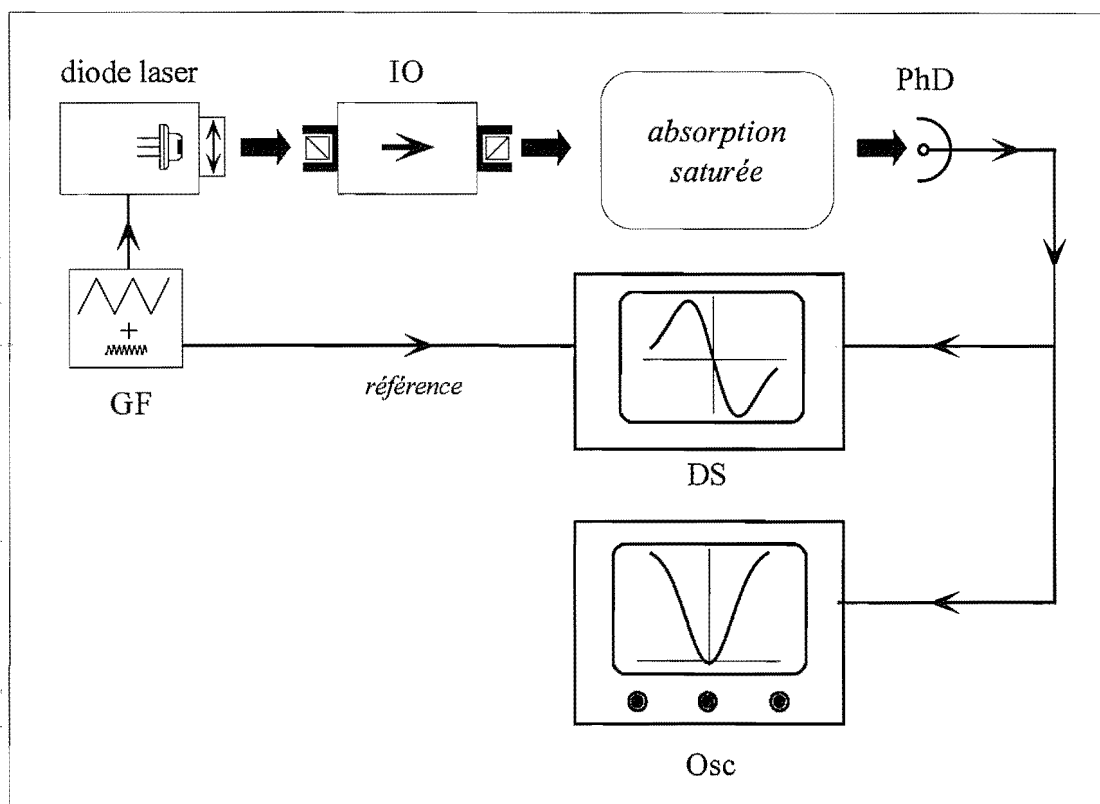 diode laser
IO
PhD
absorption
saturée
+
GF
référence
DS
Osc